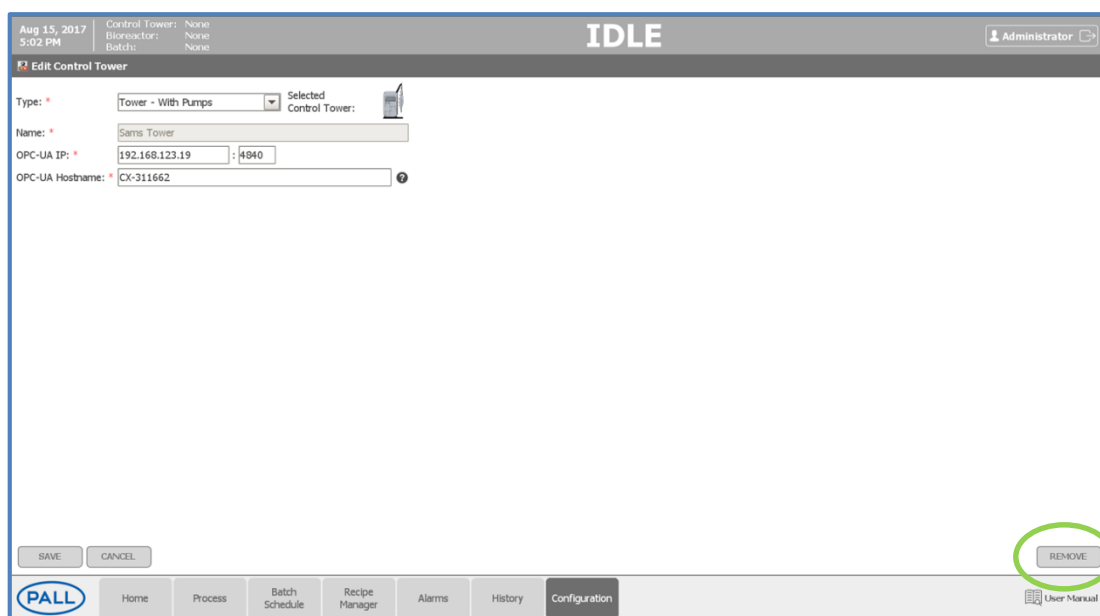 Aug 15, 2017
5:02 PM
Control Tower: None
Bioreactor: None
Batch: None
IDLE
Administrator
Edit Control Tower
Type: * Tower - With Pumps
Selected
Control Tower:
Name: * Sams Tower
OPC-UA IP: * 192.168.123.19 : 4840
OPC-UA Hostname: * CX-311662 ?
SAVE CANCEL REMOVE
PALL
Home
Process
Batch
Schedule
Recipe
Manager
Alarms
History
Configuration
User Manual